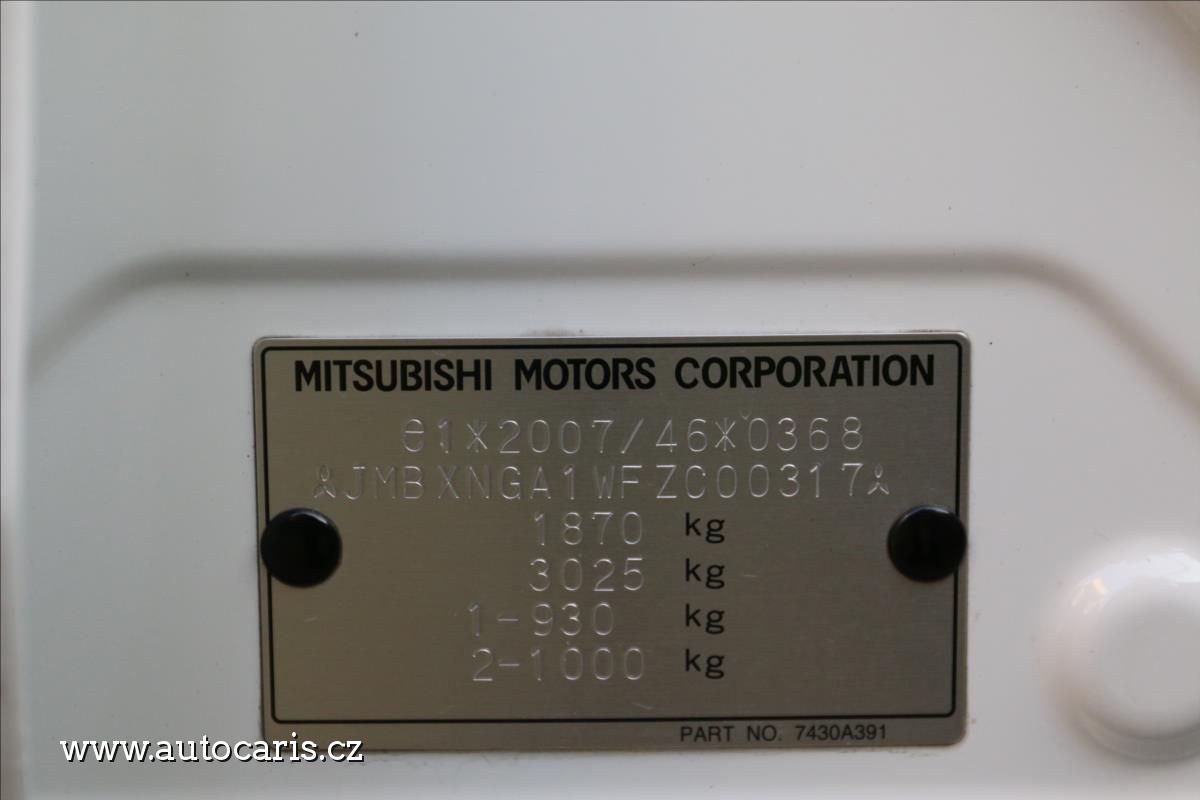 MITSUBISHI MOTORS CORPORATION
e1*2007/46*0368
JMBXNGA1WFZC00317
1870 kg
3025 kg
1-930 kg
2-1000 kg
PART NO. 7430A391
www.autocaris.cz